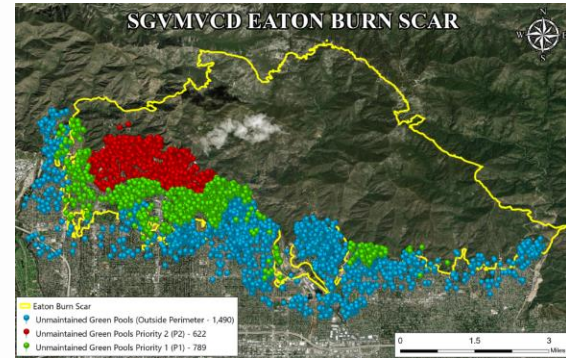 SGVMVCD EATON BURN SCAR
N
W E
S
Eaton Burn Scar
Unmaintained Green Pools (Outside Perimeter - 1,490)
Unmaintained Green Pools Priority 2 (P2) - 622
Unmaintained Green Pools Priority 1 (P1) - 789
0 1.5 3
Miles